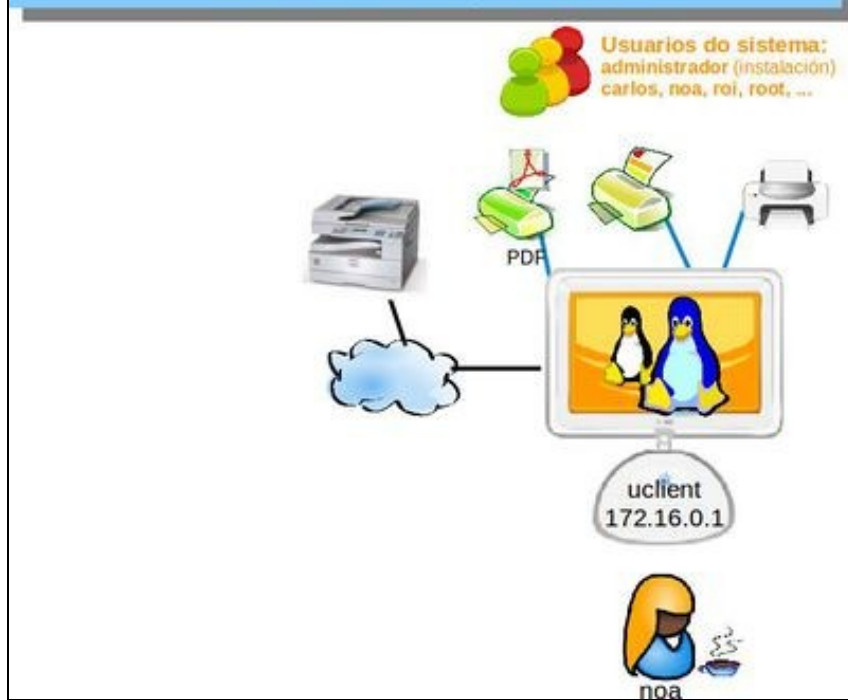 Usuarios do sistema:
administrador (instalación)
carlos, noa, roi, root, ...
PDF
uclient
172.16.0.1
noa